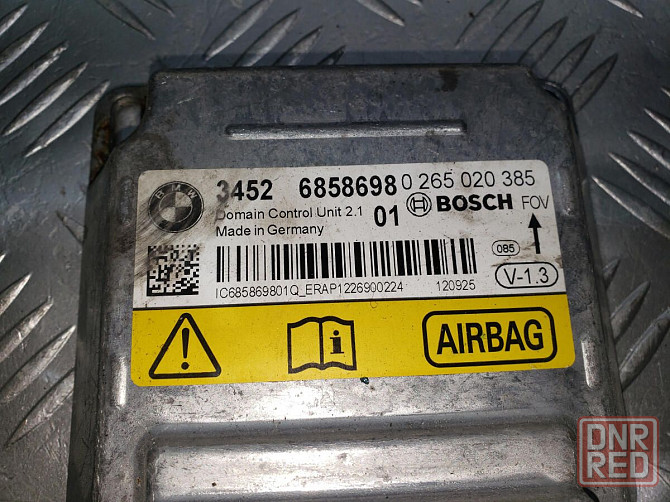 BMW
3452 6858698 0 265 020 385
Domain Control Unit 2.1 01 BOSCH FOV
Made in Germany
085
V-1.3
IC685869801Q_ERAP1226900224 120925
AIRBAG
DNR
RED